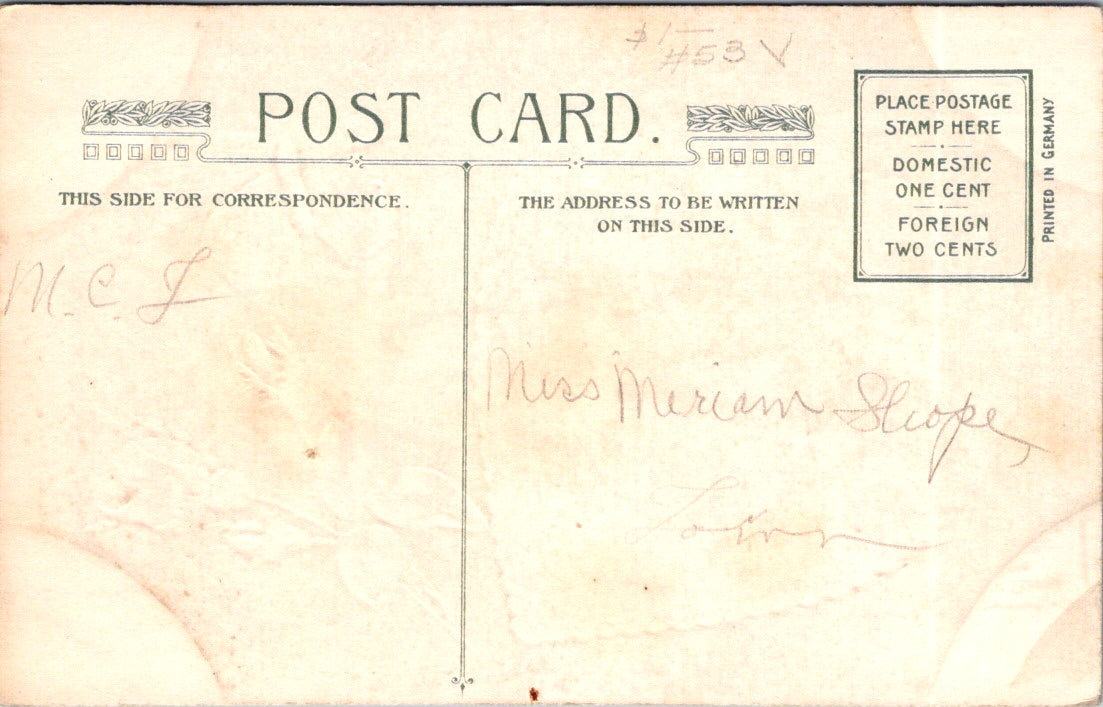 $1-
#53 V
POST CARD.
PLACE POSTAGE
STAMP HERE
DOMESTIC
ONE CENT
FOREIGN
TWO CENTS
PRINTED IN GERMANY
THIS SIDE FOR CORRESPONDENCE.
THE ADDRESS TO BE WRITTEN
ON THIS SIDE.
M. C.
Miss Meriam Shope,
Town